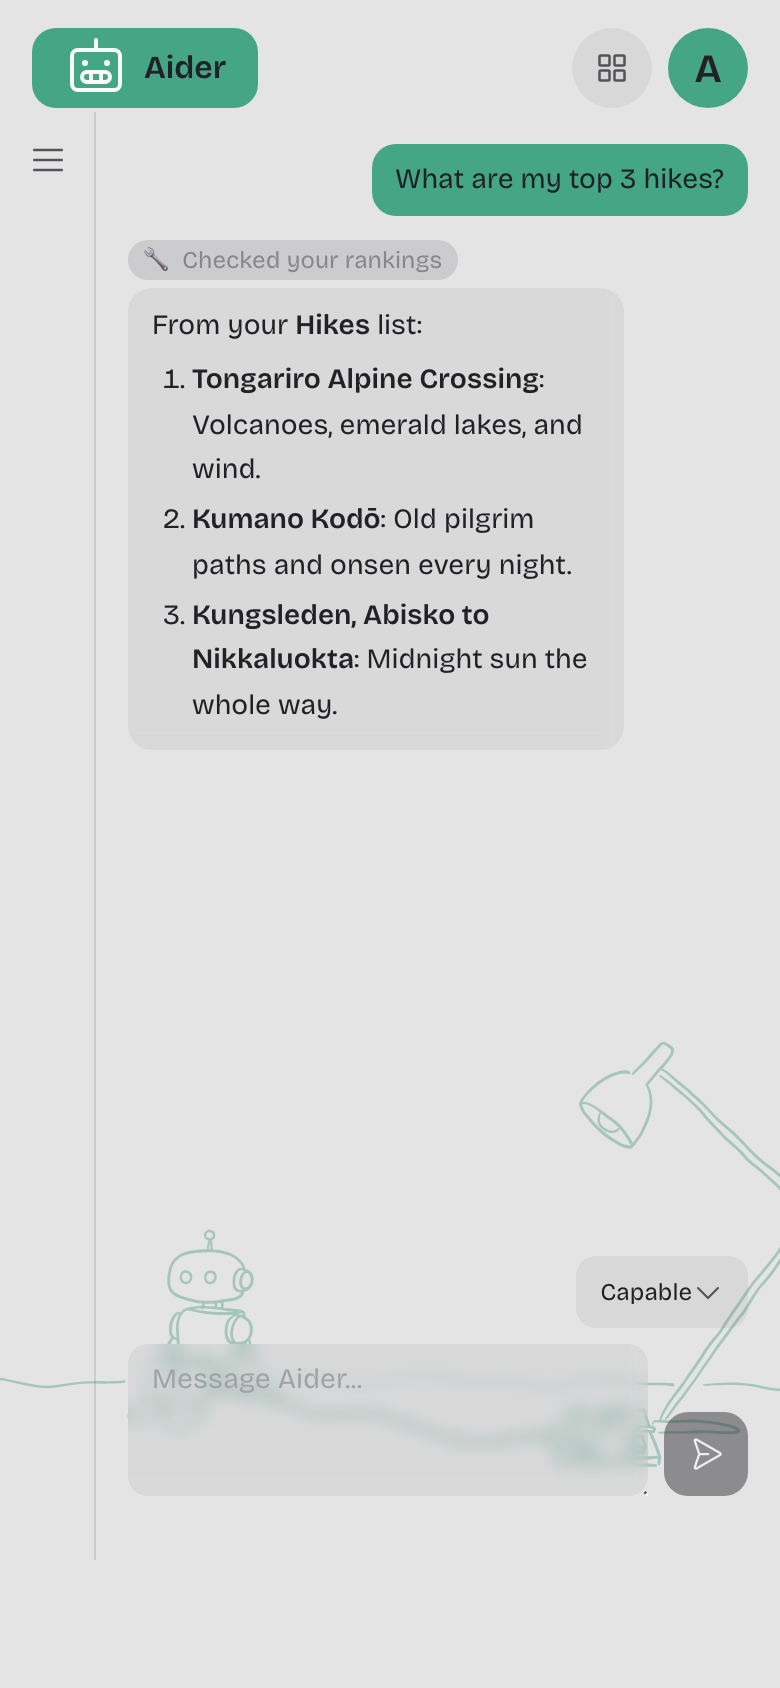 Aider
A
What are my top 3 hikes?
Checked your rankings
From your Hikes list:
1. Tongariro Alpine Crossing:
Volcanoes, emerald lakes, and
wind.
2. Kumano Kodō: Old pilgrim
paths and onsen every night.
3. Kungsleden, Abisko to
Nikkaluokta: Midnight sun the
whole way.
Capable
Message Aider...